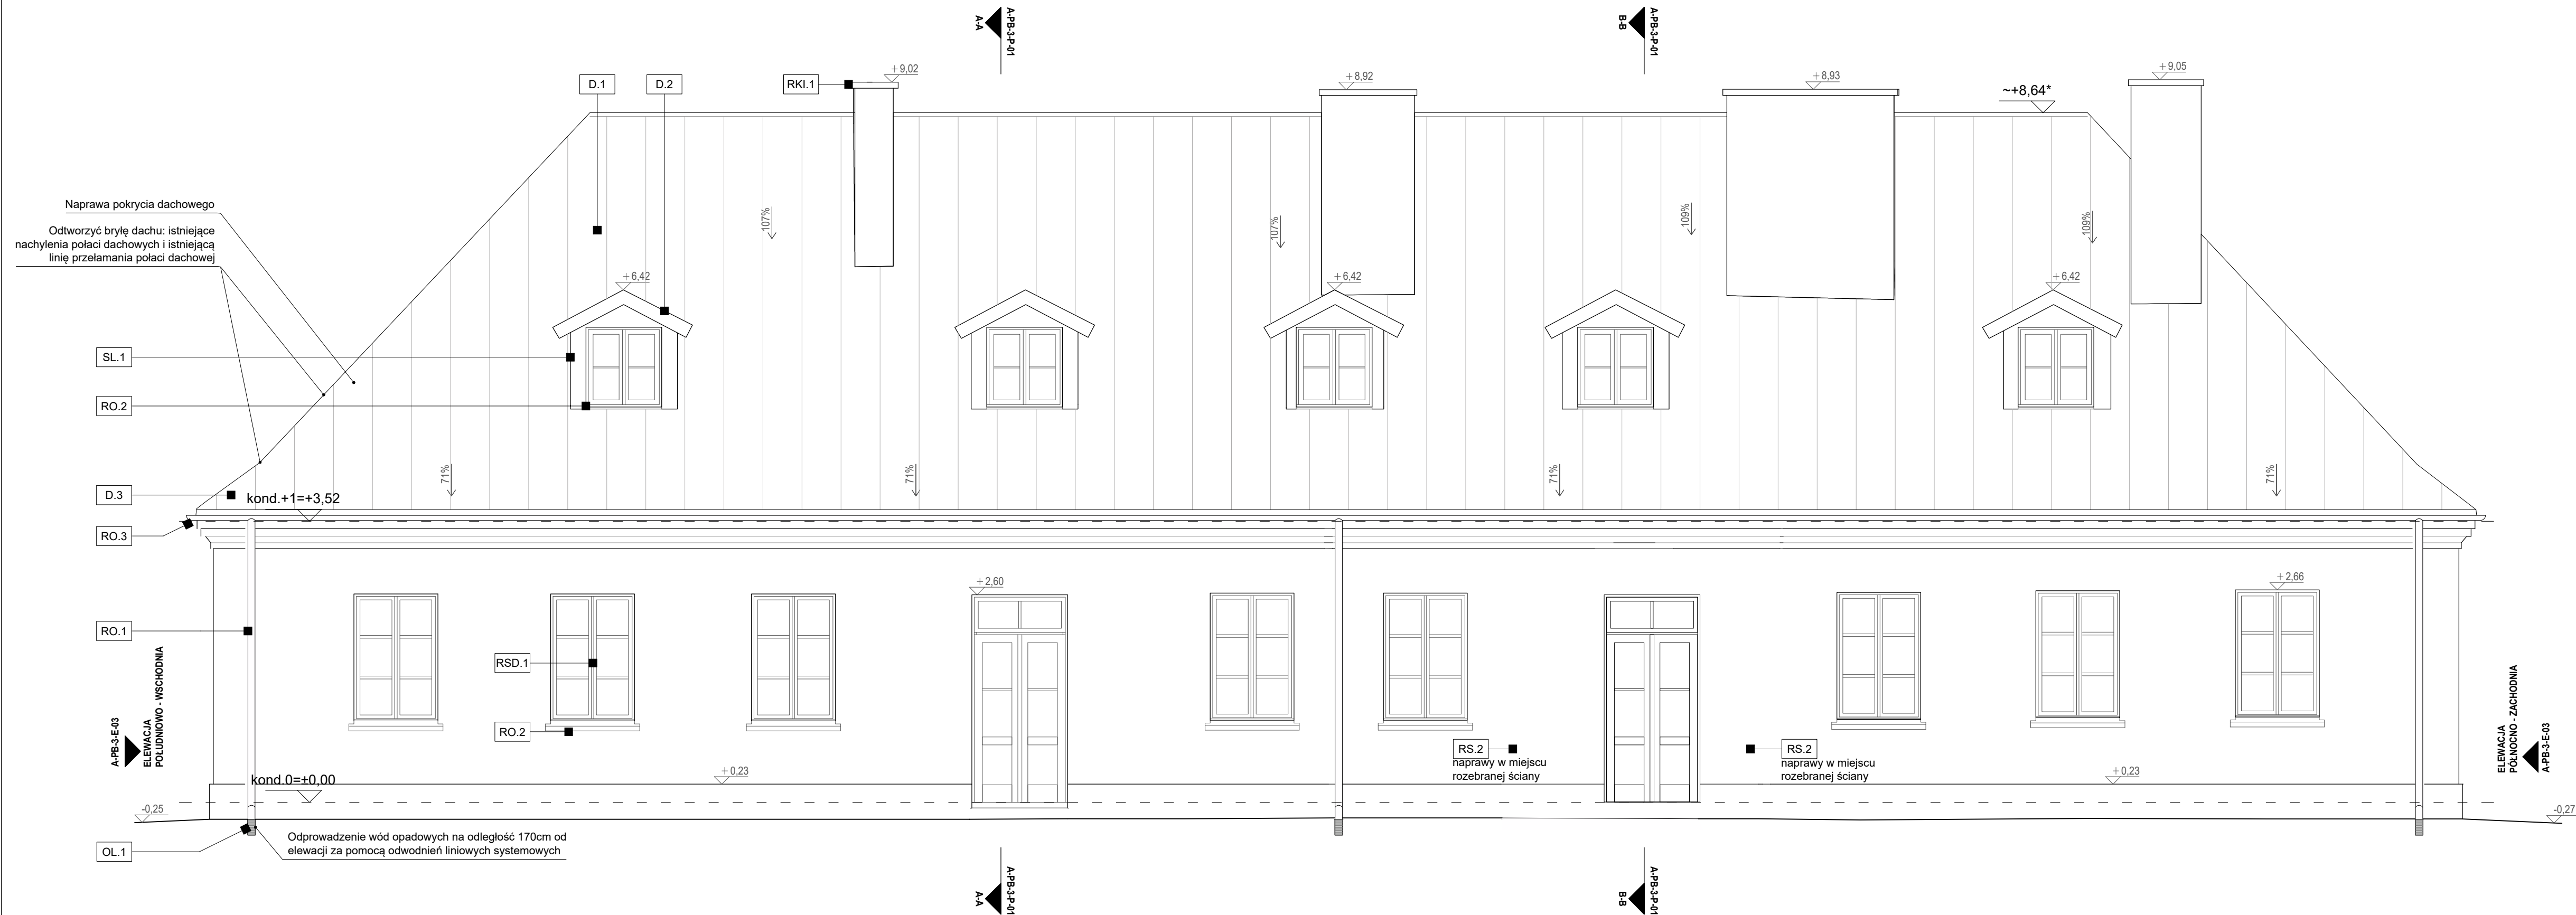 A-PB-3-P-01
A-A
A-PB-3-P-01
B-B
D.1
D.2
RKI.1
+9,02
+8,92
+8,93
~+8,64*
+9,05
Naprawa pokrycia dachowego
Odtworzyć bryłę dachu: istniejące
nachylenia połaci dachowych i istniejącą
linię przełamania połaci dachowej
107%
107%
109%
109%
+6,42
+6,42
+6,42
SL.1
RO.2
71%
71%
71%
71%
D.3
kond.+1=+3,52
RO.3
+2,60
+2,66
RO.1
RSD.1
RO.2
RS.2
naprawy w miejscu
rozebranej ściany
RS.2
naprawy w miejscu
rozebranej ściany
A-PB-3-E-03
ELEWACJA
POŁUDNIOWO - WSCHODNIA
ELEWACJA
PÓŁNOCNO - ZACHODNIA
A-PB-3-E-03
kond.0=±0,00
+0,23
+0,23
-0,25
-0,27
OL.1
Odprowadzenie wód opadowych na odległość 170cm od
elewacji za pomocą odwodnień liniowych systemowych
A-PB-3-P-01
A-A
A-PB-3-P-01
B-B